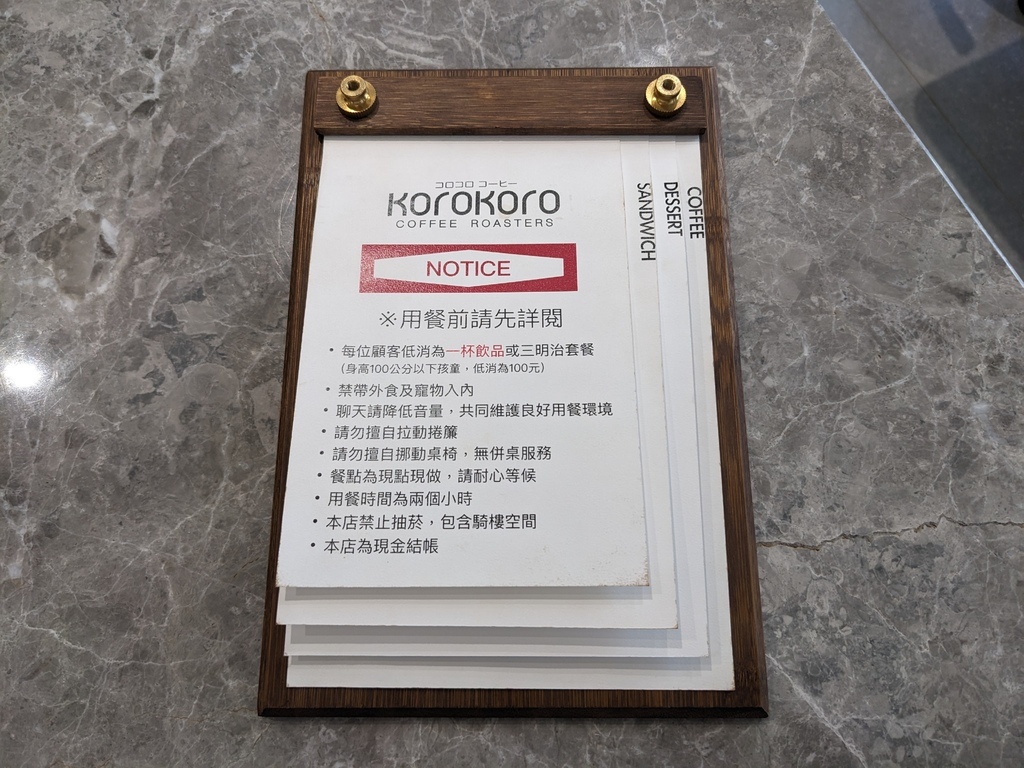 コロコロ コーヒー
KOROKORO
COFFEE ROASTERS
NOTICE
※用餐前請先詳閱
• 每位顧客低消為一杯飲品或三明治套餐
(身高100公分以下孩童，低消為100元)
• 禁帶外食及寵物入內
• 聊天請降低音量，共同維護良好用餐環境
• 請勿擅自拉動捲簾
• 請勿擅自挪動桌椅，無併桌服務
• 餐點為現點現做，請耐心等候
• 用餐時間為兩個小時
• 本店禁止抽菸，包含騎樓空間
• 本店為現金結帳
SANDWICH
DESSERT
COFFEE